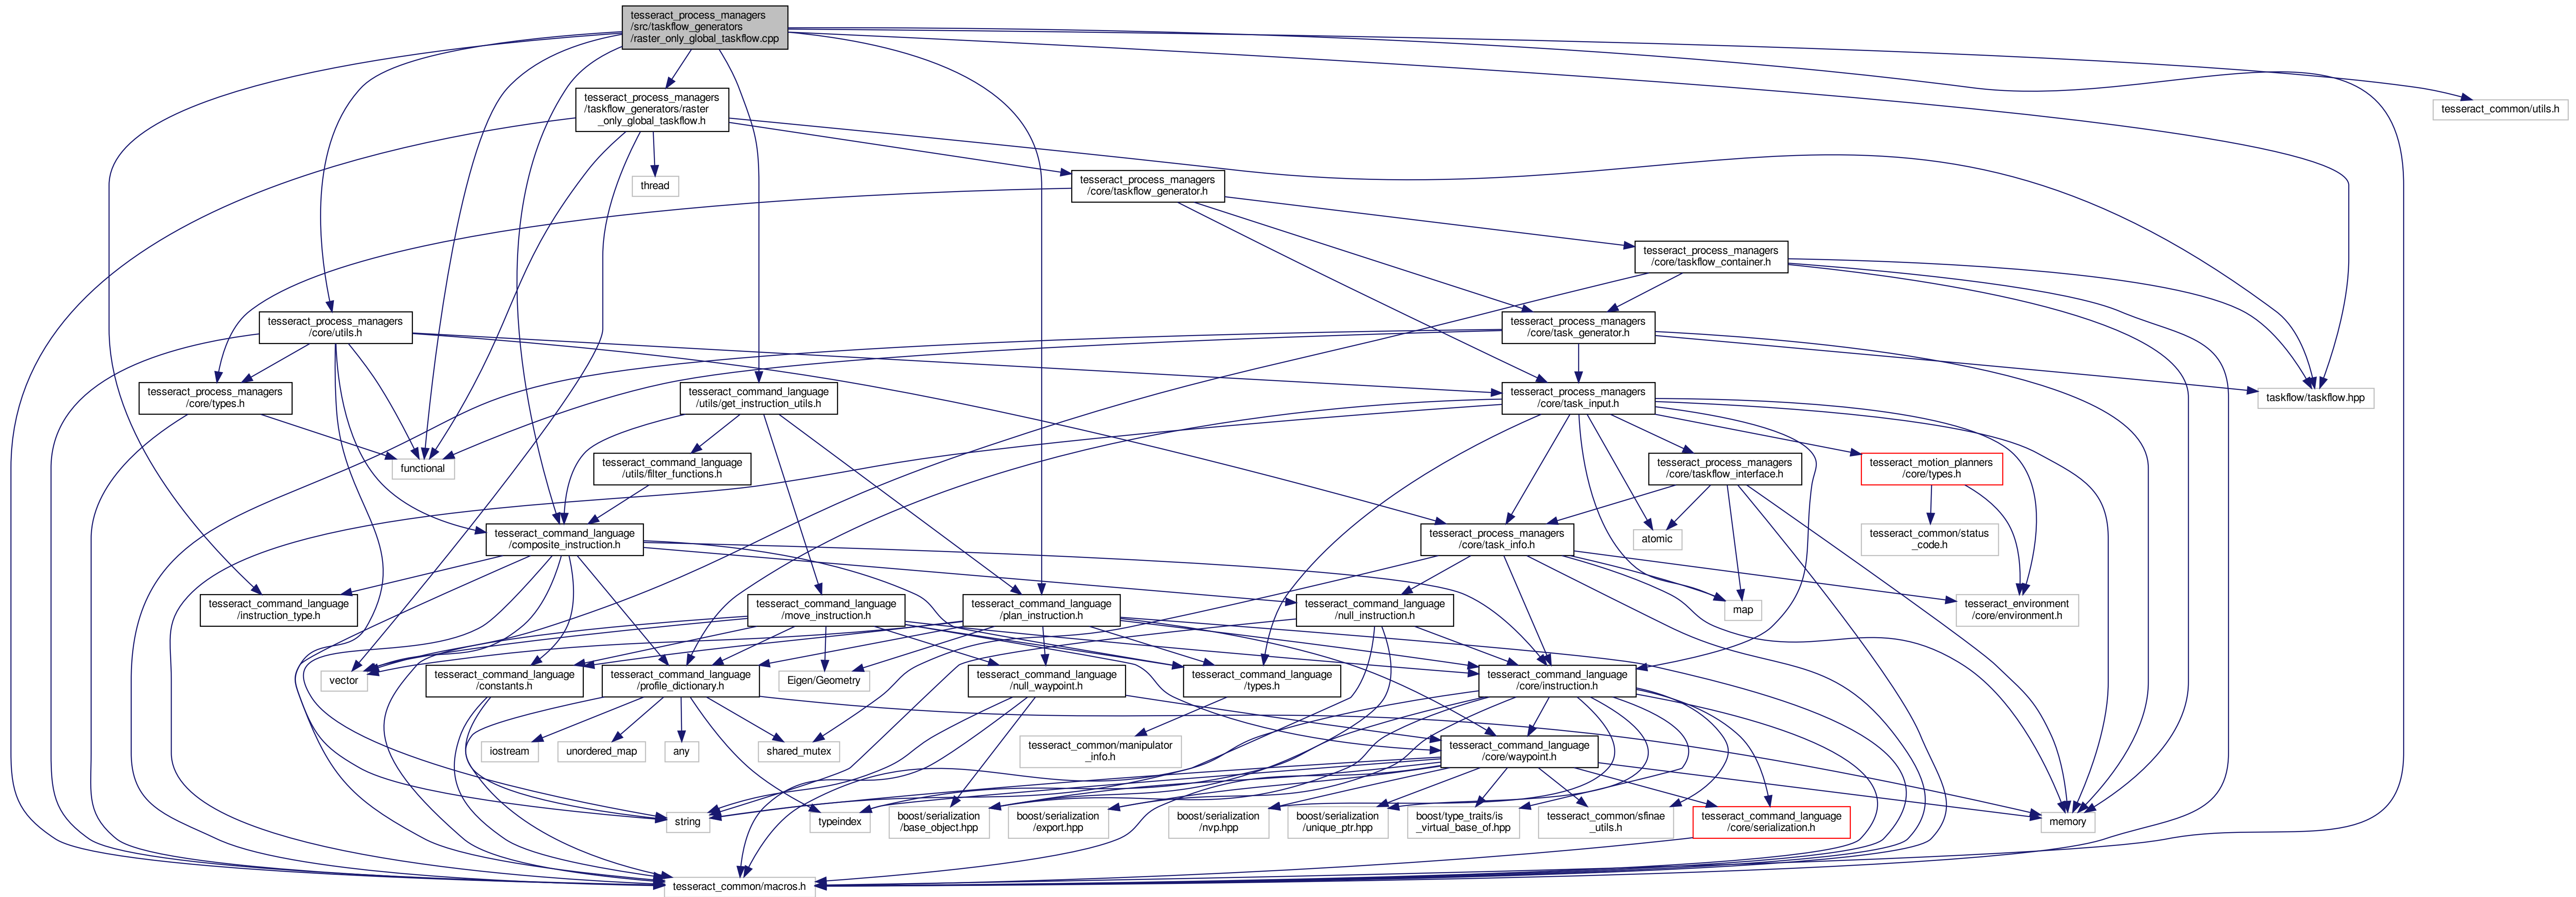 tesseract_process_managers
/src/taskflow_generators
/raster_only_global_taskflow.cpp
tesseract_process_managers
/taskflow_generators/raster
_only_global_taskflow.h
tesseract_common/utils.h
thread
tesseract_process_managers
/core/taskflow_generator.h
tesseract_process_managers
/core/taskflow_container.h
tesseract_process_managers
/core/utils.h
tesseract_process_managers
/core/task_generator.h
tesseract_process_managers
/core/types.h
tesseract_command_language
/utils/get_instruction_utils.h
tesseract_process_managers
/core/task_input.h
taskflow/taskflow.hpp
functional
tesseract_command_language
/utils/filter_functions.h
tesseract_process_managers
/core/taskflow_interface.h
tesseract_motion_planners
/core/types.h
tesseract_command_language
/composite_instruction.h
tesseract_process_managers
/core/task_info.h
atomic
tesseract_common/status
_code.h
tesseract_command_language
/instruction_type.h
tesseract_command_language
/move_instruction.h
tesseract_command_language
/plan_instruction.h
tesseract_command_language
/null_instruction.h
map
tesseract_environment
/core/environment.h
vector
tesseract_command_language
/constants.h
tesseract_command_language
/profile_dictionary.h
Eigen/Geometry
tesseract_command_language
/null_waypoint.h
tesseract_command_language
/types.h
tesseract_command_language
/core/instruction.h
iostream
unordered_map
any
shared_mutex
tesseract_common/manipulator
_info.h
tesseract_command_language
/core/waypoint.h
string
typeindex
boost/serialization
/base_object.hpp
boost/serialization
/export.hpp
boost/serialization
/nvp.hpp
boost/serialization
/unique_ptr.hpp
boost/type_traits/is
_virtual_base_of.hpp
tesseract_common/sfinae
_utils.h
tesseract_command_language
/core/serialization.h
memory
tesseract_common/macros.h